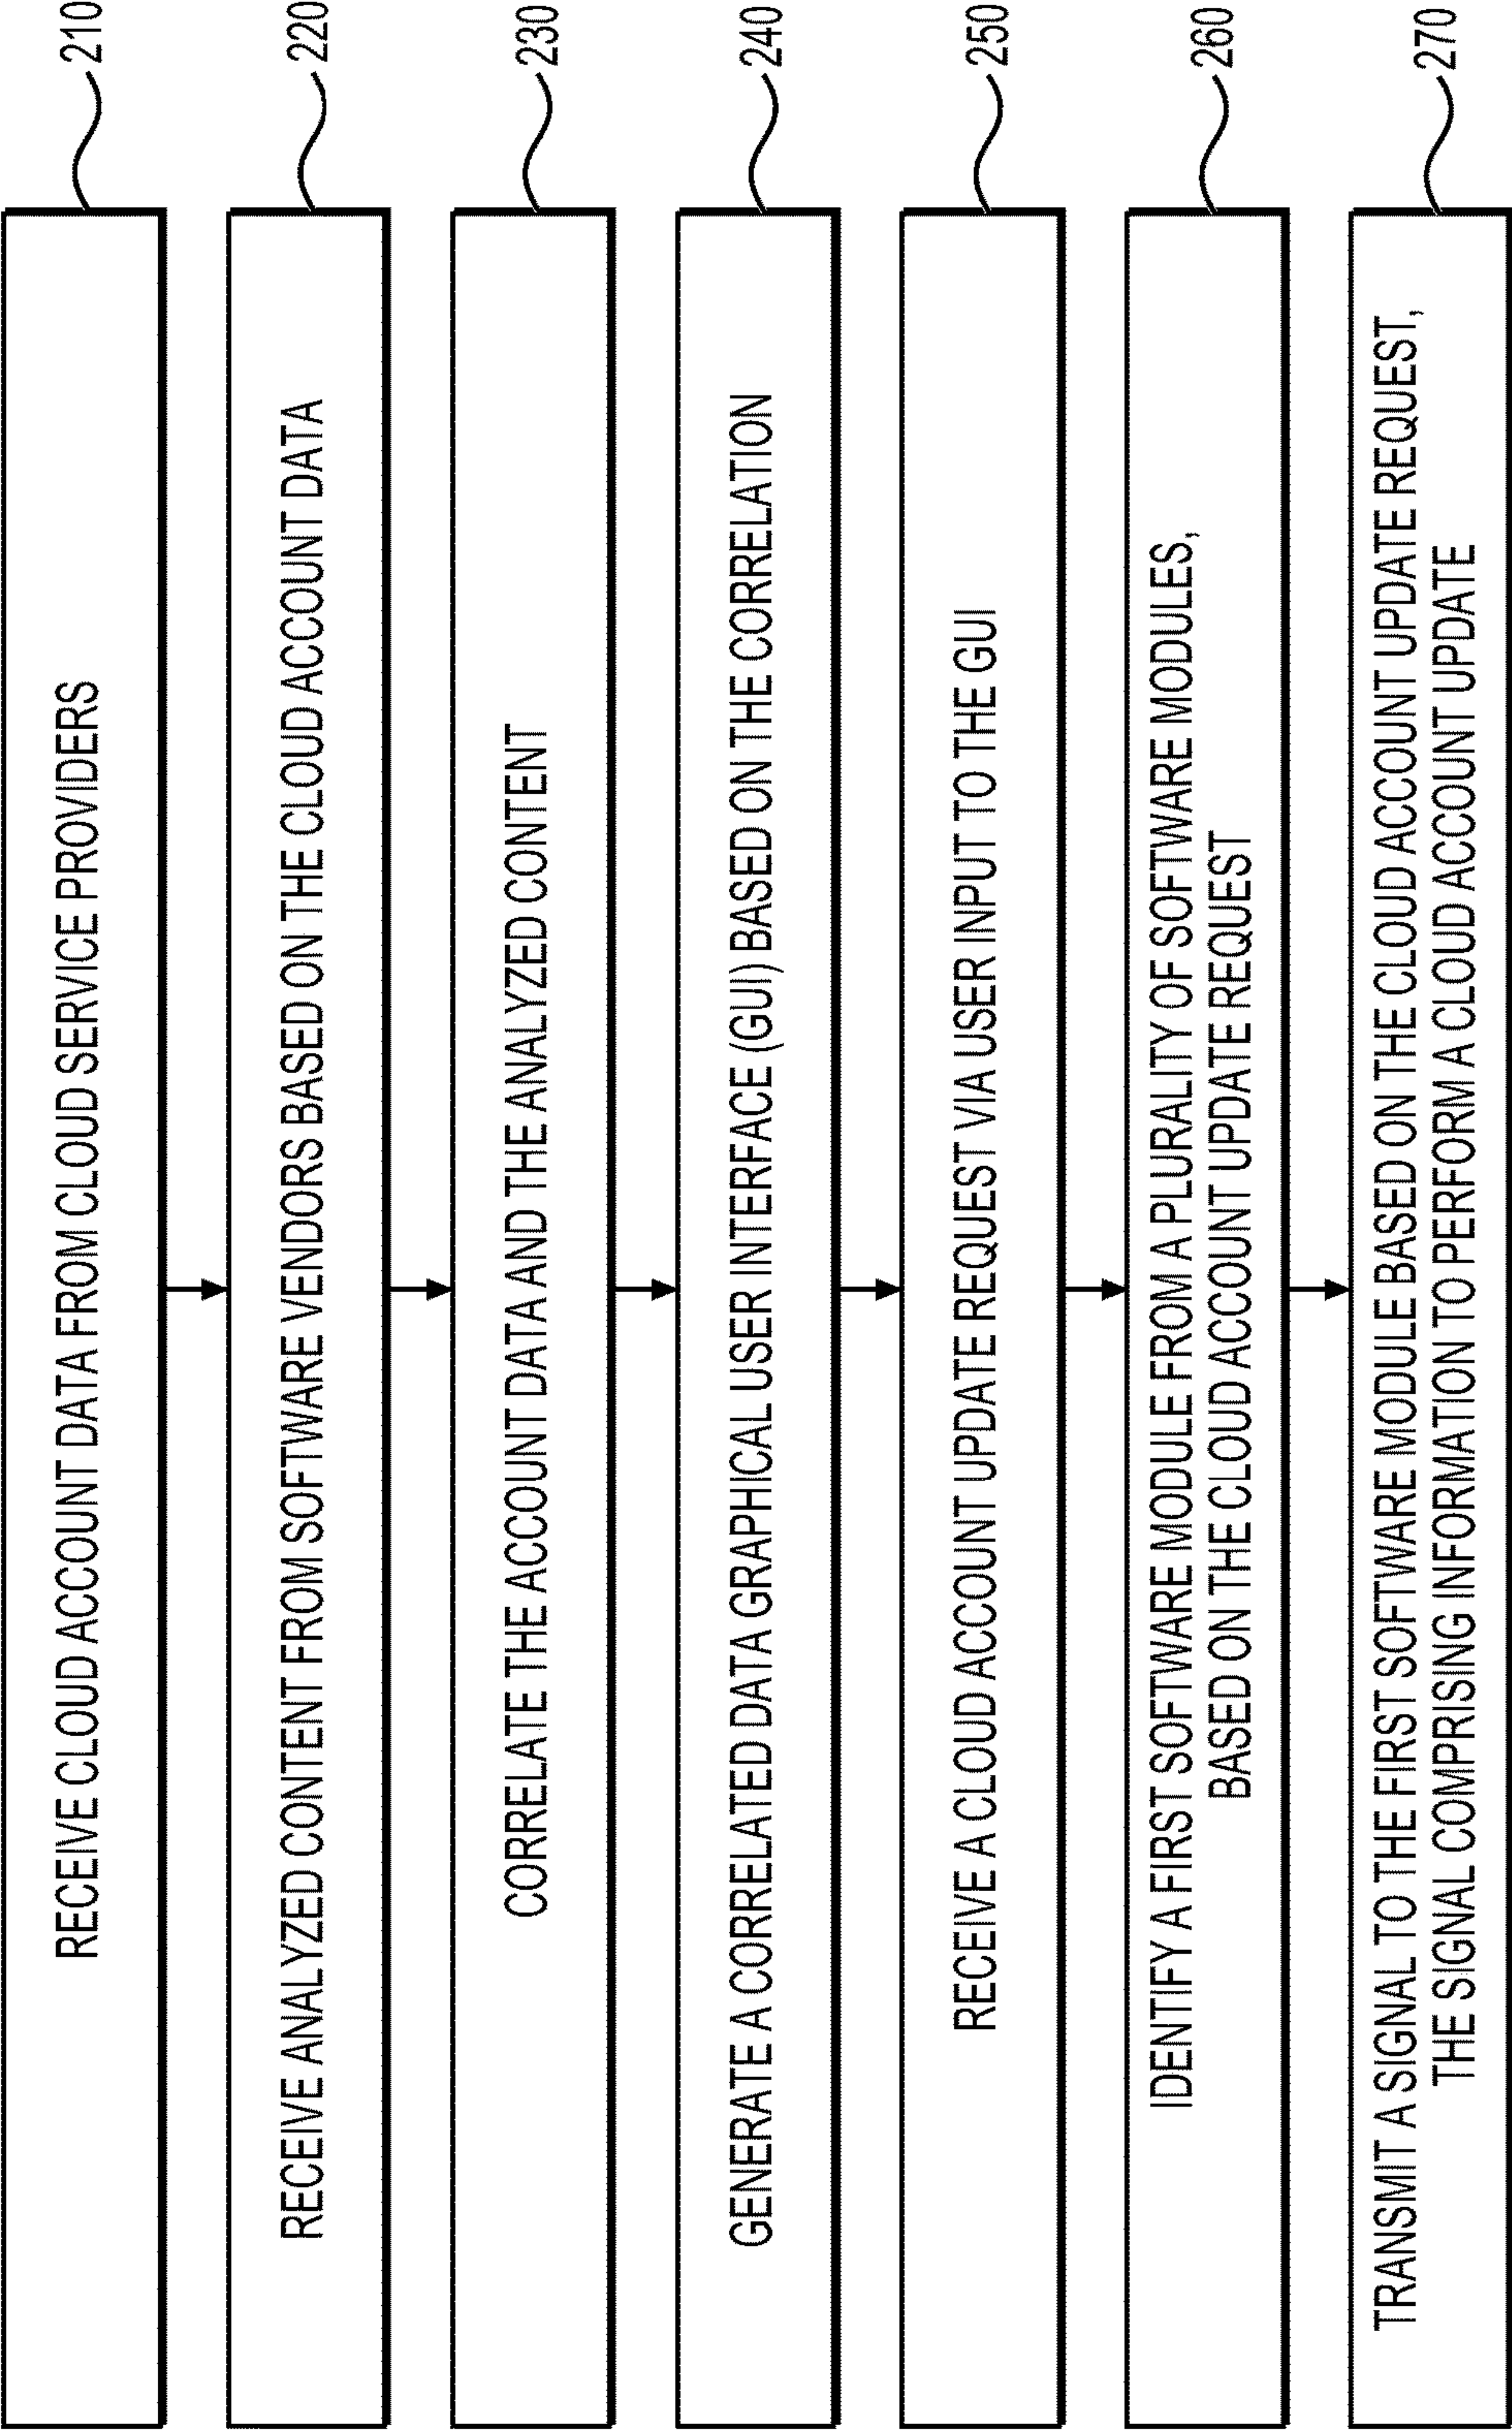 RECEIVE CLOUD ACCOUNT DATA FROM CLOUD SERVICE PROVIDERS
210
RECEIVE ANALYZED CONTENT FROM SOFTWARE VENDORS BASED ON THE CLOUD ACCOUNT DATA
220
CORRELATE THE ACCOUNT DATA AND THE ANALYZED CONTENT
230
GENERATE A CORRELATED DATA GRAPHICAL USER INTERFACE (GUI) BASED ON THE CORRELATION
240
RECEIVE A CLOUD ACCOUNT UPDATE REQUEST VIA USER INPUT TO THE GUI
250
IDENTIFY A FIRST SOFTWARE MODULE FROM A PLURALITY OF SOFTWARE MODULES,
BASED ON THE CLOUD ACCOUNT UPDATE REQUEST
260
TRANSMIT A SIGNAL TO THE FIRST SOFTWARE MODULE BASED ON THE CLOUD ACCOUNT UPDATE REQUEST,
THE SIGNAL COMPRISING INFORMATION TO PERFORM A CLOUD ACCOUNT UPDATE
270